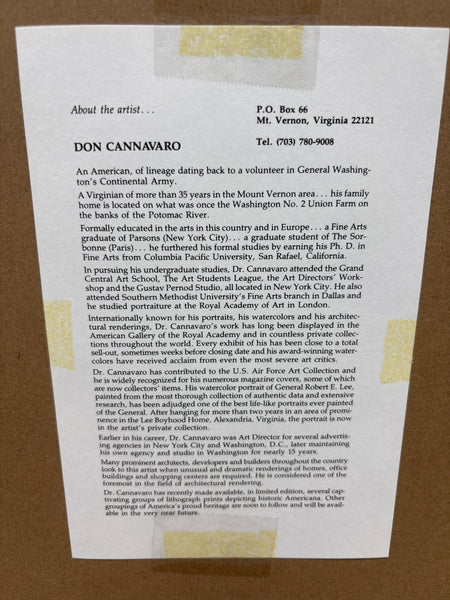 About the artist...
P.O. Box 66
Mt. Vernon, Virginia 22121
Tel. (703) 780-9008
DON CANNAVARO
An American, of lineage dating back to a volunteer in General Washing-
ton's Continental Army.
A Virginian of more than 35 years in the Mount Vernon area... his family
home is located on what was once the Washington No. 2 Union Farm on
the banks of the Potomac River.
Formally educated in the arts in this country and in Europe... a Fine Arts
graduate of Parsons (New York City)... a graduate student of The Sor-
bonne (Paris)... he furthered his formal studies by earning his Ph. D. in
Fine Arts from Columbia Pacific University, San Rafael, California.
In pursuing his undergraduate studies, Dr. Cannavaro attended the Grand
Central Art School, The Art Students League, the Art Directors' Work-
shop and the Gustav Pernod Studio, all located in New York City. He also
attended Southern Methodist University's Fine Arts branch in Dallas and
he studied portraiture at the Royal Academy of Art in London.
Internationally known for his portraits, his watercolors and his architec-
tural renderings, Dr. Cannavaro's work has long been displayed in the
American Gallery of the Royal Academy and in countless private collec-
tions throughout the world. Every exhibit of his has been close to a total
sell-out, sometimes weeks before closing date and his award-winning water-
colors have received acclaim from even the most severe art critics.
Dr. Cannavaro has contributed to the U.S. Air Force Art Collection and
he is widely recognized for his numerous magazine covers, some of which
are now collectors' items. His watercolor portrait of General Robert E. Lee,
painted from the most thorough collection of authentic data and extensive
research, has been adjudged one of the best life-like portraits ever painted
of the General. After hanging for more than two years in an area of promi-
nence in the Lee Boyhood Home, Alexandria, Virginia, the portrait is now
in the artist's private collection.
Earlier in his career, Dr. Cannavaro was Art Director for several advertis-
ing agencies in New York City and Washington, D.C., later maintaining
his own agency and studio in Washington for nearly 15 years.
Many prominent architects, developers and builders throughout the country
look to this artist when unusual and dramatic renderings of homes, office
buildings and shopping centers are required. He is considered one of the
foremost in the field of architectural rendering.
Dr. Cannavaro has recently made available, in limited edition, several cap-
tivating groups of lithograph prints depicting historic Americana. Other
groupings of America's proud heritage are soon to follow and will be avail-
able in the very near future.